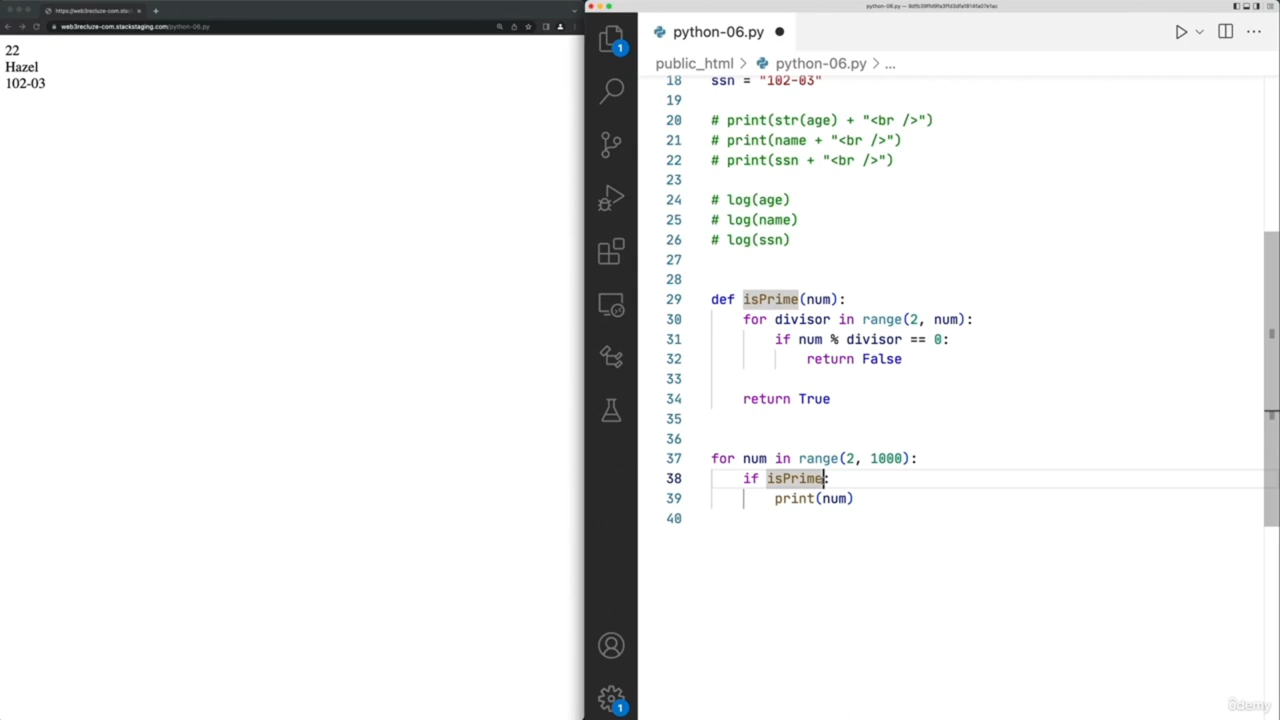 https://web3recluze-com.stack
web3recluze-com.stackstaging.com/python-06.py
22
Hazel
102-03
python-06.py
python-06.py
public_html > python-06.py > ...
1
18 ssn = "102-03"
19
20 # print(str(age) + "<br />")
21 # print(name + "<br />")
22 # print(ssn + "<br />")
23
24 # log(age)
25 # log(name)
26 # log(ssn)
27
28
29 def isPrime(num):
30 for divisor in range(2, num):
31 if num % divisor == 0:
32 return False
33
34 return True
35
36
37 for num in range(2, 1000):
38 if isPrime:
39 print(num)
40
1
ûdemy